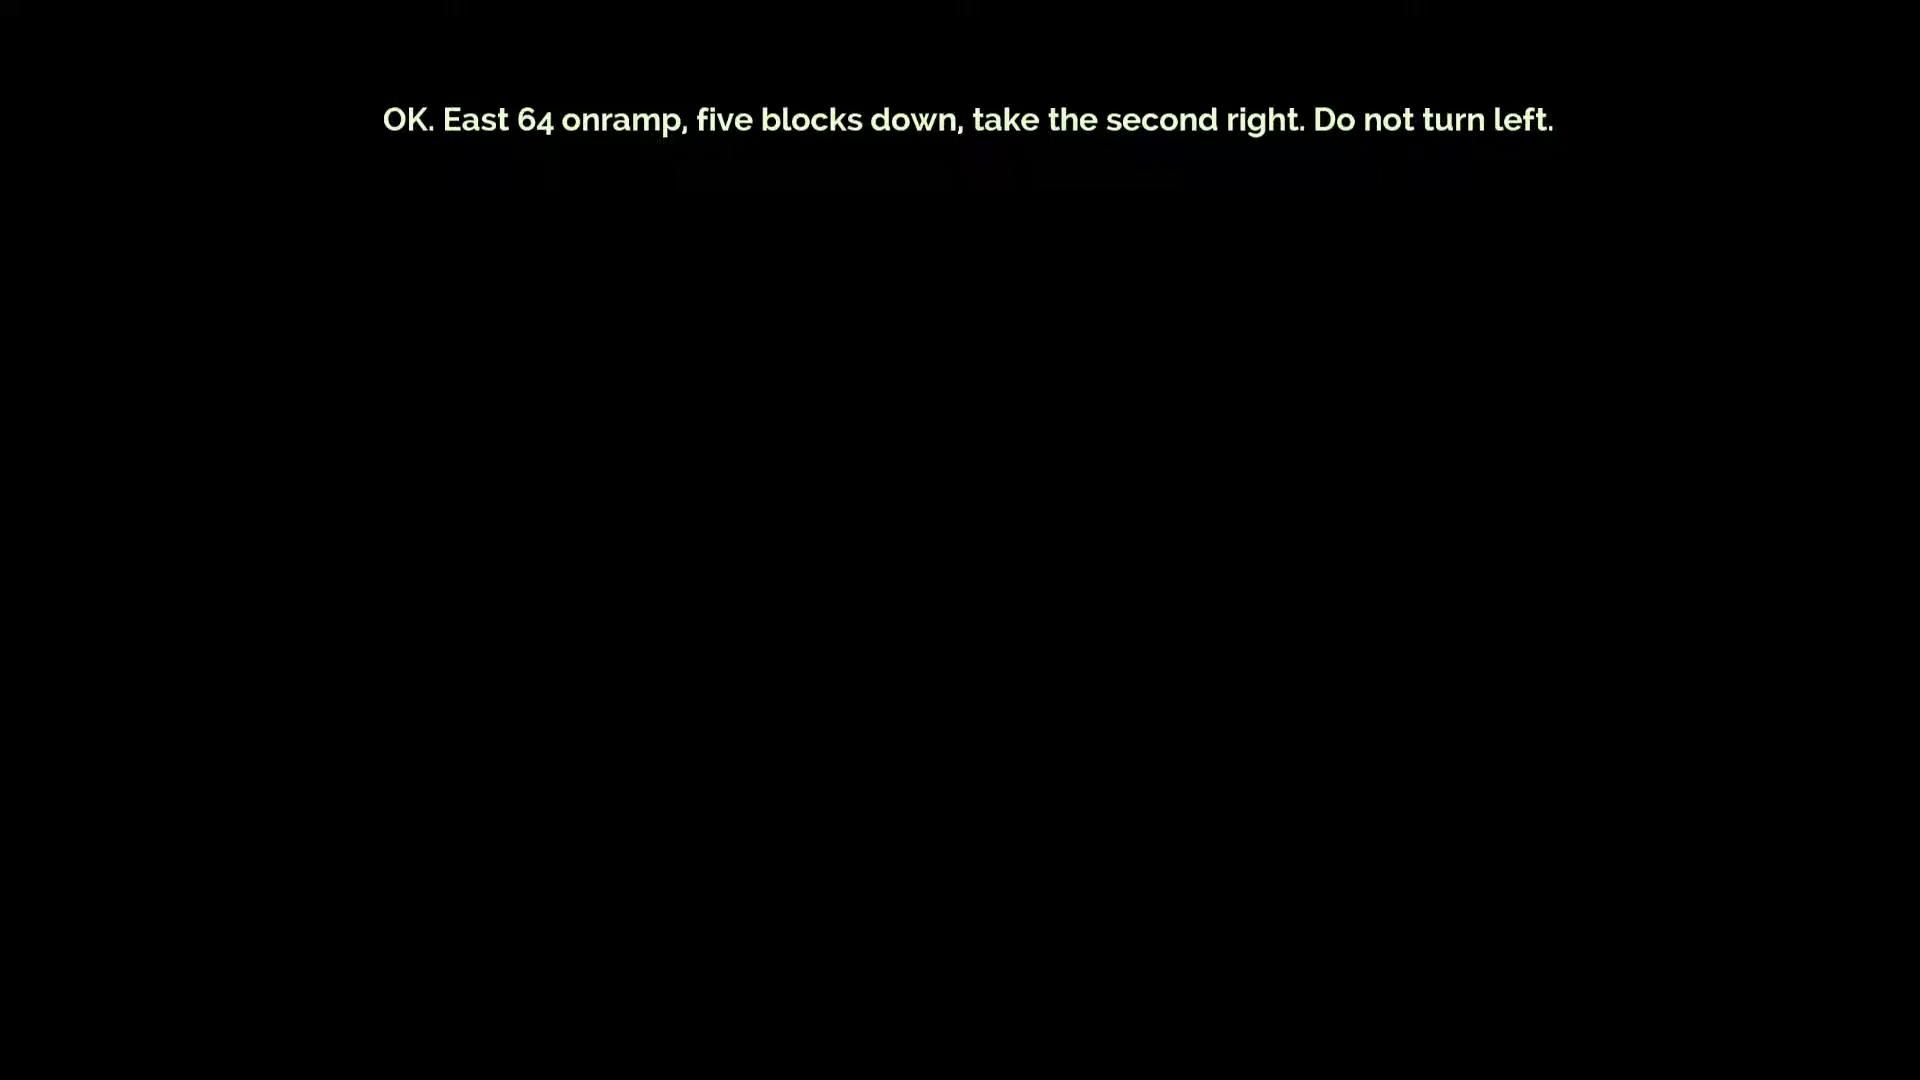 OK. East 64 onramp, five blocks down, take the second right. Do not turn left.